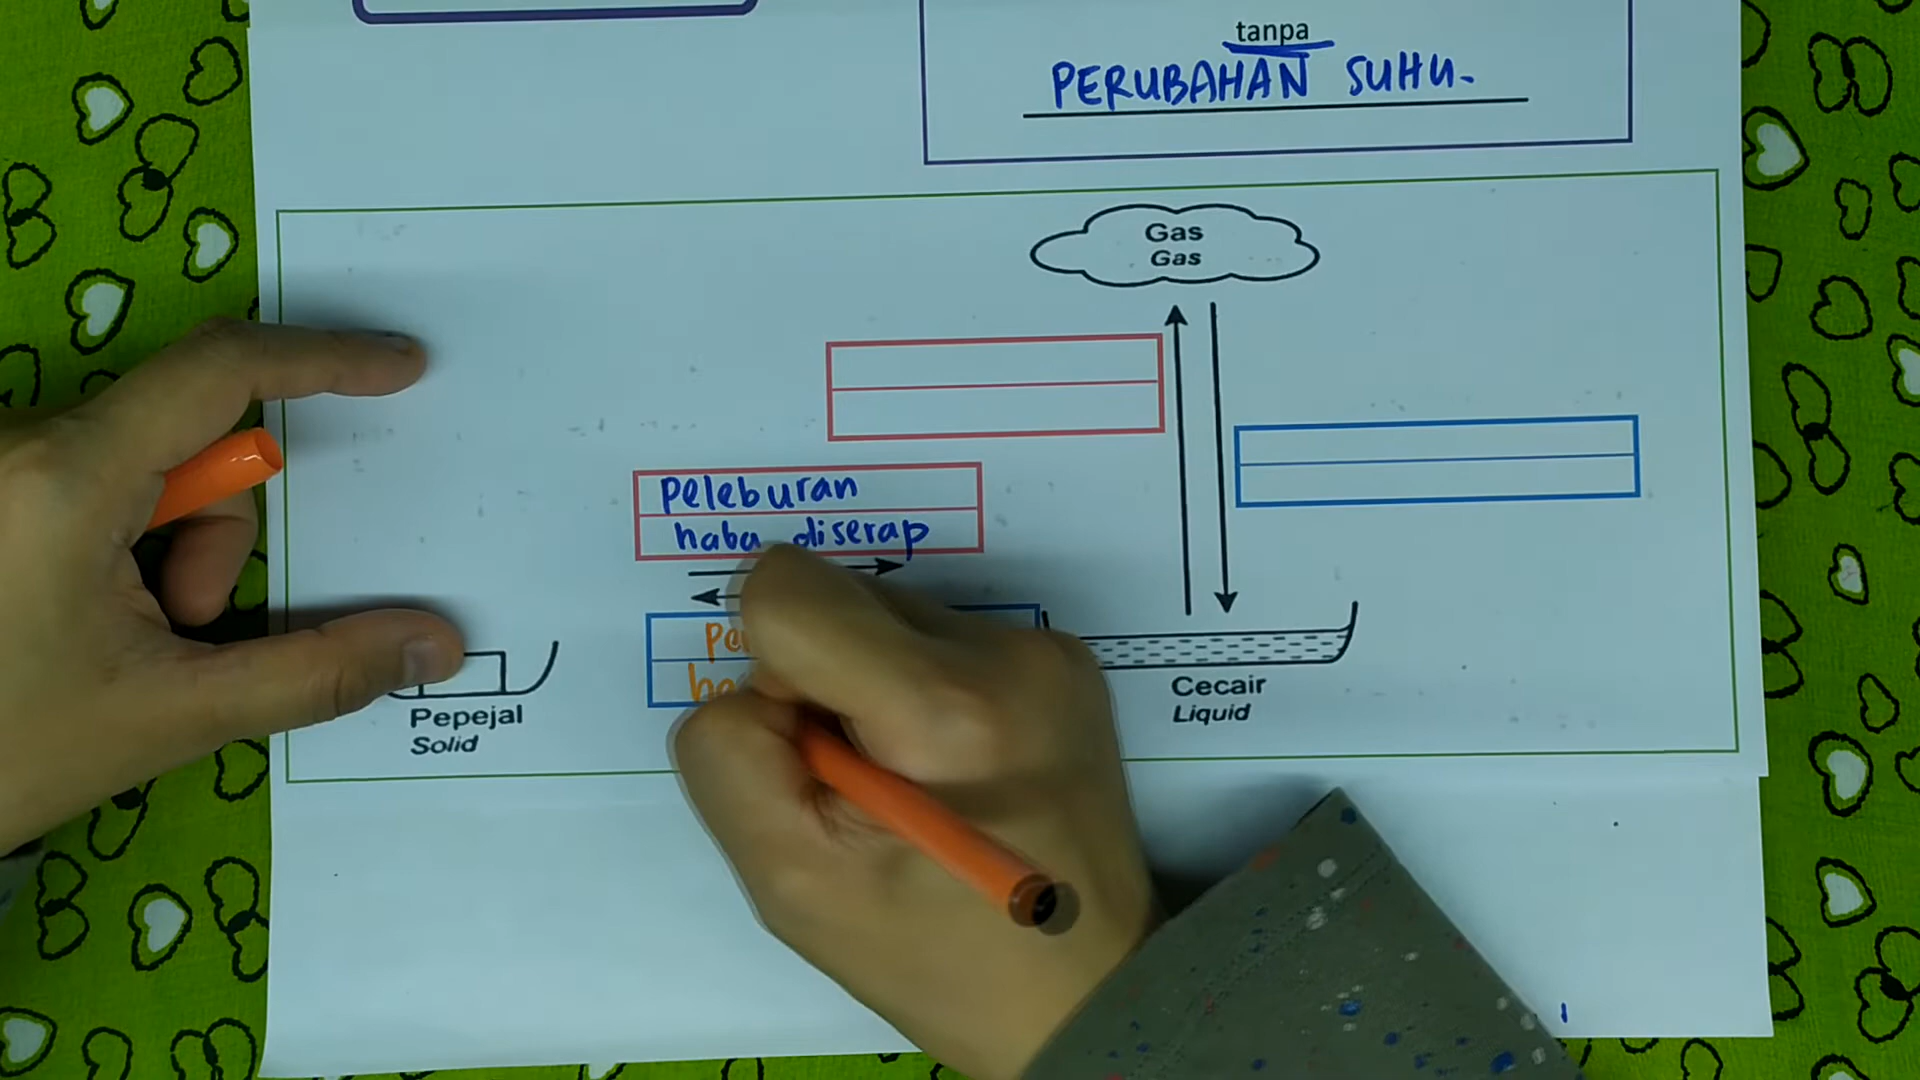 tanpa
PERUBAHAN SUHU.
Gas
Gas
Peleburan
haba diserap
Pepejal
Solid
Cecair
Liquid